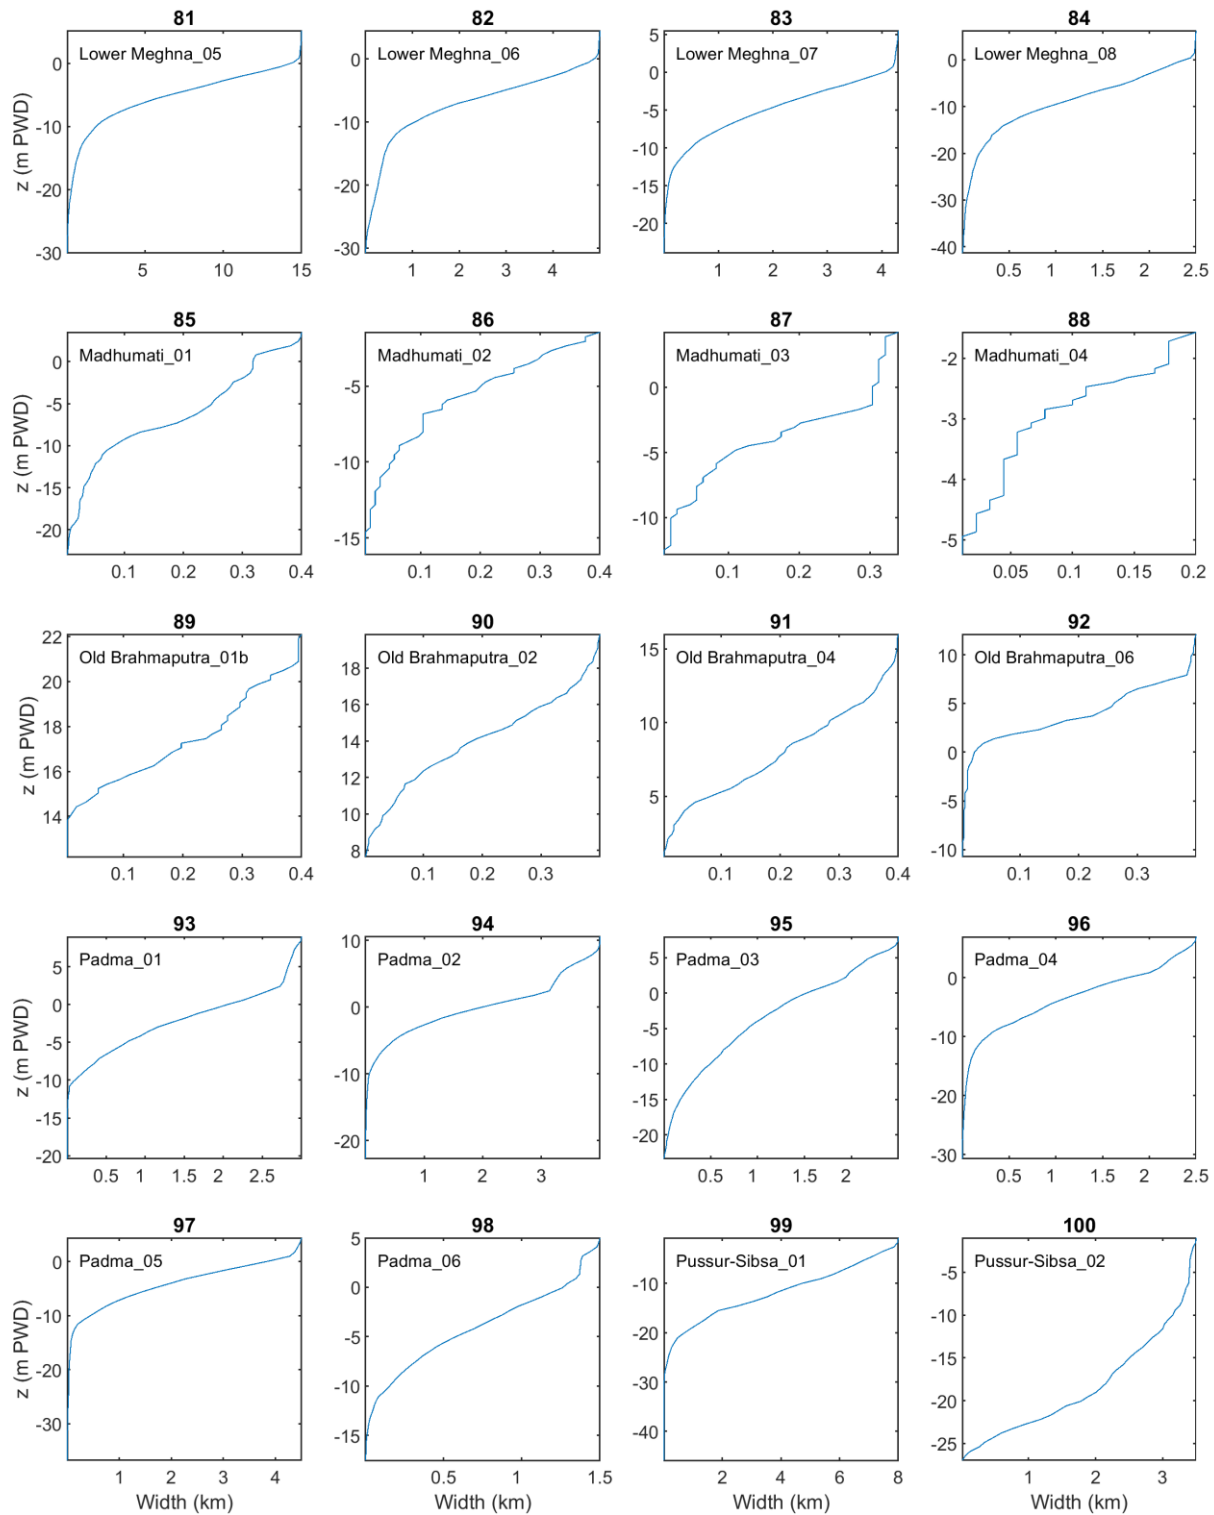 81 82 83 84
Lower Meghna_05 Lower Meghna_06 Lower Meghna_07 Lower Meghna_08
z (m PWD)
0 -10 -20 -30
5 10 15
0 -10 -20 -30
1 2 3 4
5 0 -5 -10 -15 -20
1 2 3 4
0 -10 -20 -30 -40
0.5 1 1.5 2 2.5
85 86 87 88
Madhumati_01 Madhumati_02 Madhumati_03 Madhumati_04
z (m PWD)
0 -5 -10 -15 -20
0.1 0.2 0.3 0.4
-5 -10 -15
0.1 0.2 0.3 0.4
0 -5 -10
0.1 0.2 0.3
-2 -3 -4 -5
0.05 0.1 0.15 0.2
89 90 91 92
Old Brahmaputra_01b Old Brahmaputra_02 Old Brahmaputra_04 Old Brahmaputra_06
z (m PWD)
22 20 18 16 14
0.1 0.2 0.3 0.4
18 16 14 12 10 8
0.1 0.2 0.3
15 10 5
0.1 0.2 0.3 0.4
10 5 0 -5 -10
0.1 0.2 0.3
93 94 95 96
Padma_01 Padma_02 Padma_03 Padma_04
z (m PWD)
5 0 -5 -10 -15 -20
0.5 1 1.5 2 2.5
10 0 -10 -20
1 2 3
5 0 -5 -10 -15 -20
0.5 1 1.5 2
0 -10 -20 -30
0.5 1 1.5 2 2.5
97 98 99 100
Padma_05 Padma_06 Pussur-Sibsa_01 Pussur-Sibsa_02
z (m PWD)
0 -10 -20 -30
1 2 3 4
5 0 -5 -10 -15
0.5 1 1.5
-10 -20 -30 -40
2 4 6 8
-5 -10 -15 -20 -25
1 2 3
Width (km) Width (km) Width (km) Width (km)